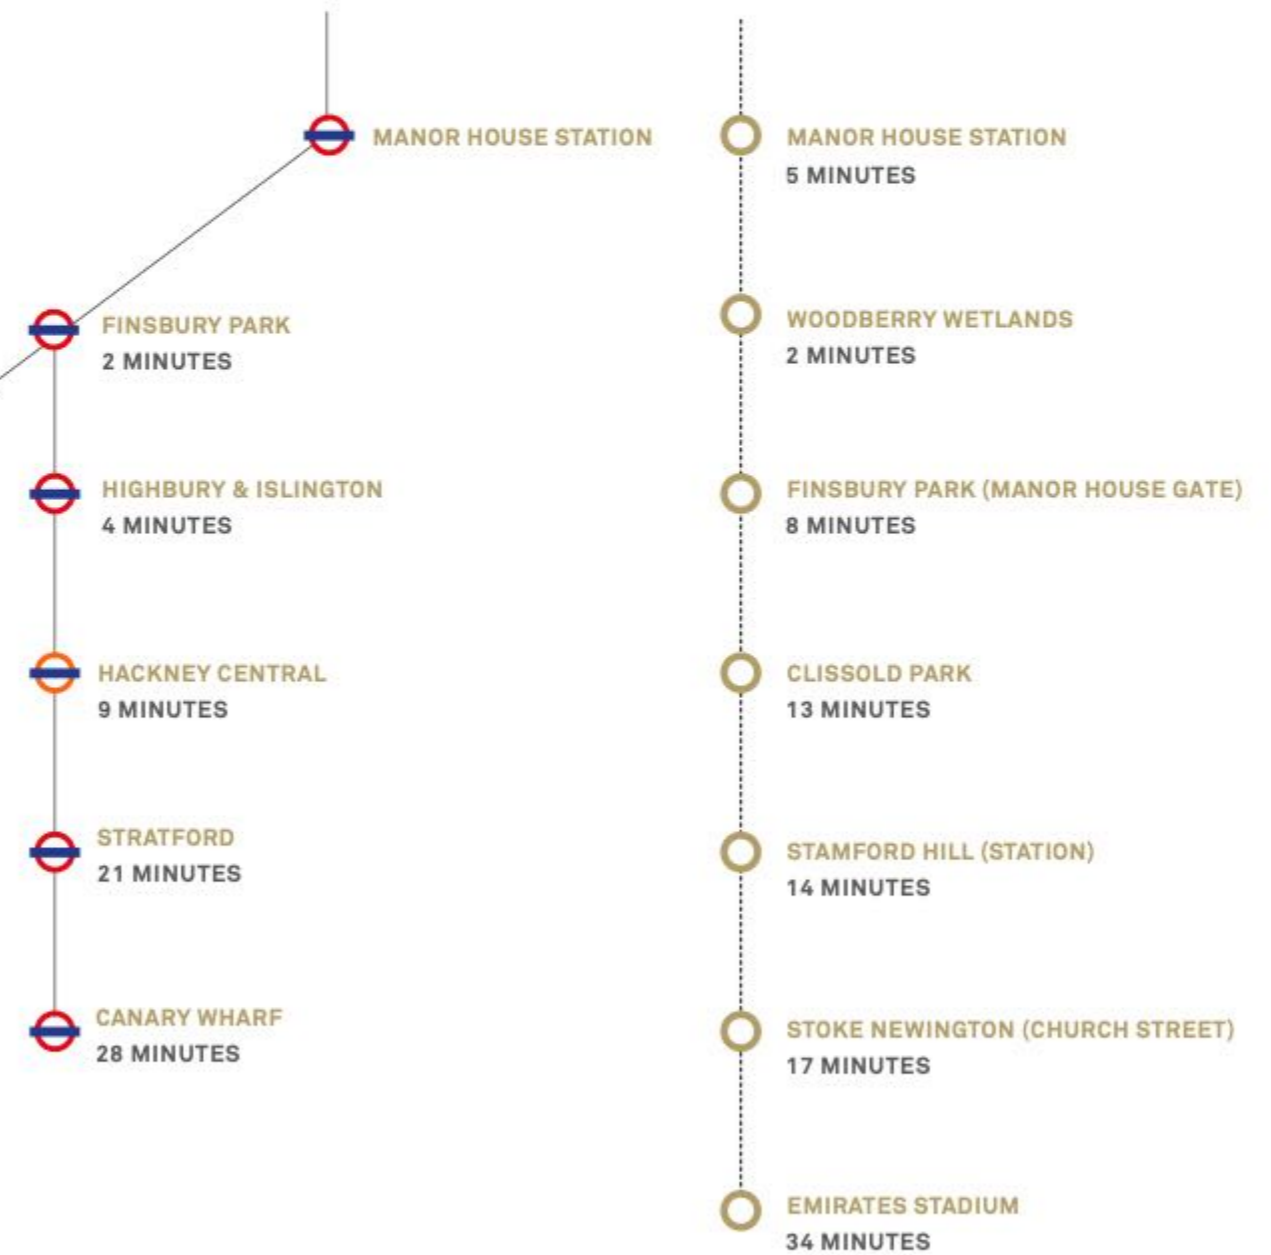 MANOR HOUSE STATION
FINSBURY PARK
2 MINUTES
HIGHBURY & ISLINGTON
4 MINUTES
HACKNEY CENTRAL
9 MINUTES
STRATFORD
21 MINUTES
CANARY WHARF
28 MINUTES
MANOR HOUSE STATION
5 MINUTES
WOODBERRY WETLANDS
2 MINUTES
FINSBURY PARK (MANOR HOUSE GATE)
8 MINUTES
CLISSOLD PARK
13 MINUTES
STAMFORD HILL (STATION)
14 MINUTES
STOKE NEWINGTON (CHURCH STREET)
17 MINUTES
EMIRATES STADIUM
34 MINUTES